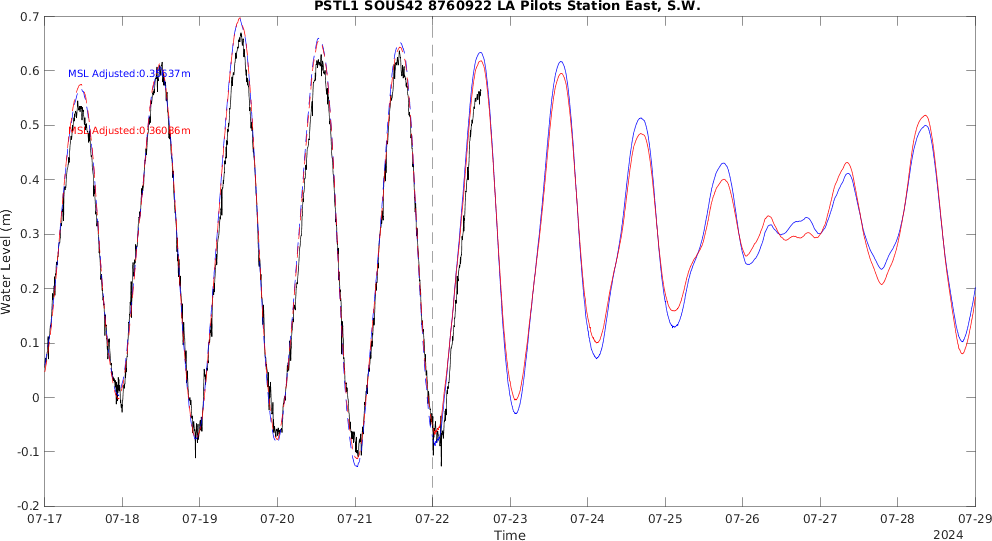 PSTL1 SOUS42 8760922 LA Pilots Station East, S.W.
0.7
0.6
0.5
0.4
0.3
0.2
0.1
0
-0.1
-0.2
Water Level (m)
MSL Adjusted:
MSL Adjusted:
07-17 07-18 07-19 07-20 07-21 07-22 07-23 07-24 07-25 07-26 07-27 07-28 07-29
Time
2024